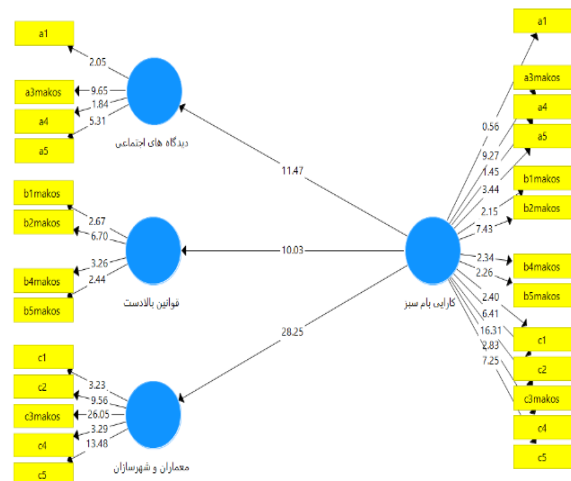 a1
2.05
a3makos
9.65
a4
1.84
a5
5.31
دیدگاه های اجتماعی
b1makos
2.67
b2makos
6.70
b4makos
3.26
b5makos
2.44
قوانین بالادست
c1
3.23
c2
9.56
c3makos
26.05
c4
3.29
c5
13.48
معماران و شهرسازان
11.47
10.03
28.25
کارایی بام سبز
a1
0.56
a3makos
9.27
a4
1.45
a5
3.44
b1makos
2.15
b2makos
7.43
b4makos
2.34
b5makos
2.26
c1
2.40
c2
6.41
c3makos
16.31
c4
2.83
c5
7.25